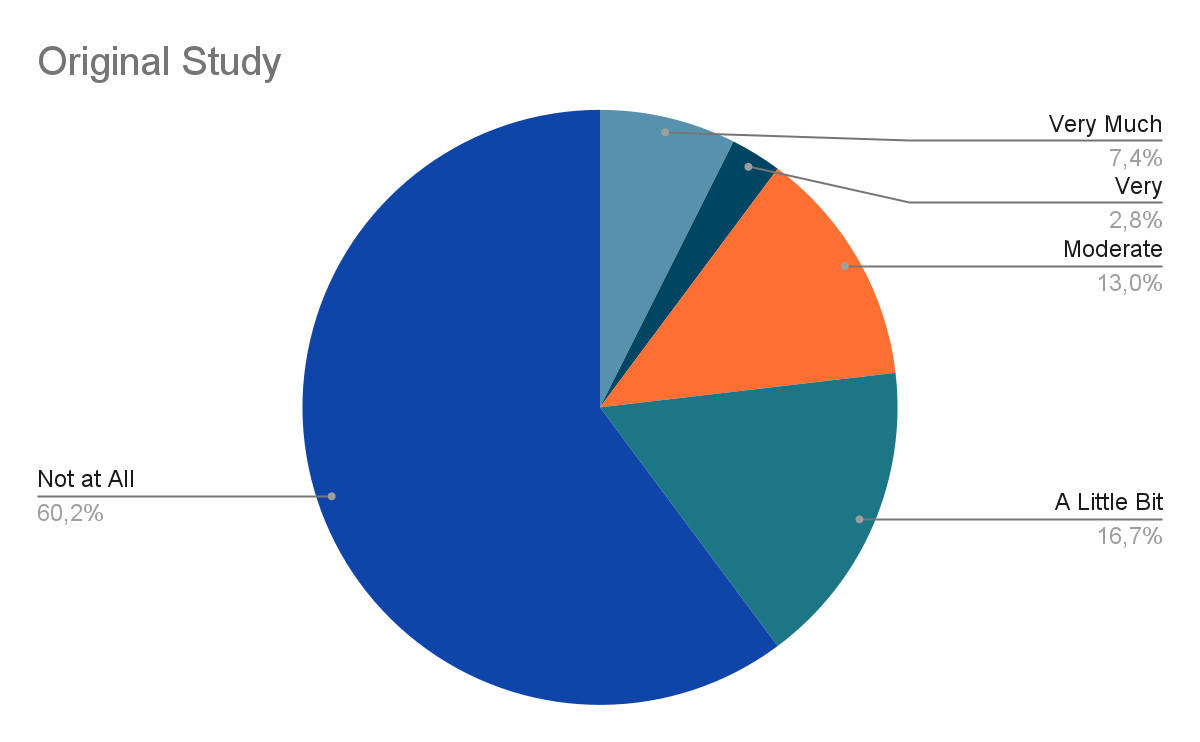 Original Study
Very Much
7,4%
Very
2,8%
Moderate
13,0%
A Little Bit
16,7%
Not at All
60,2%